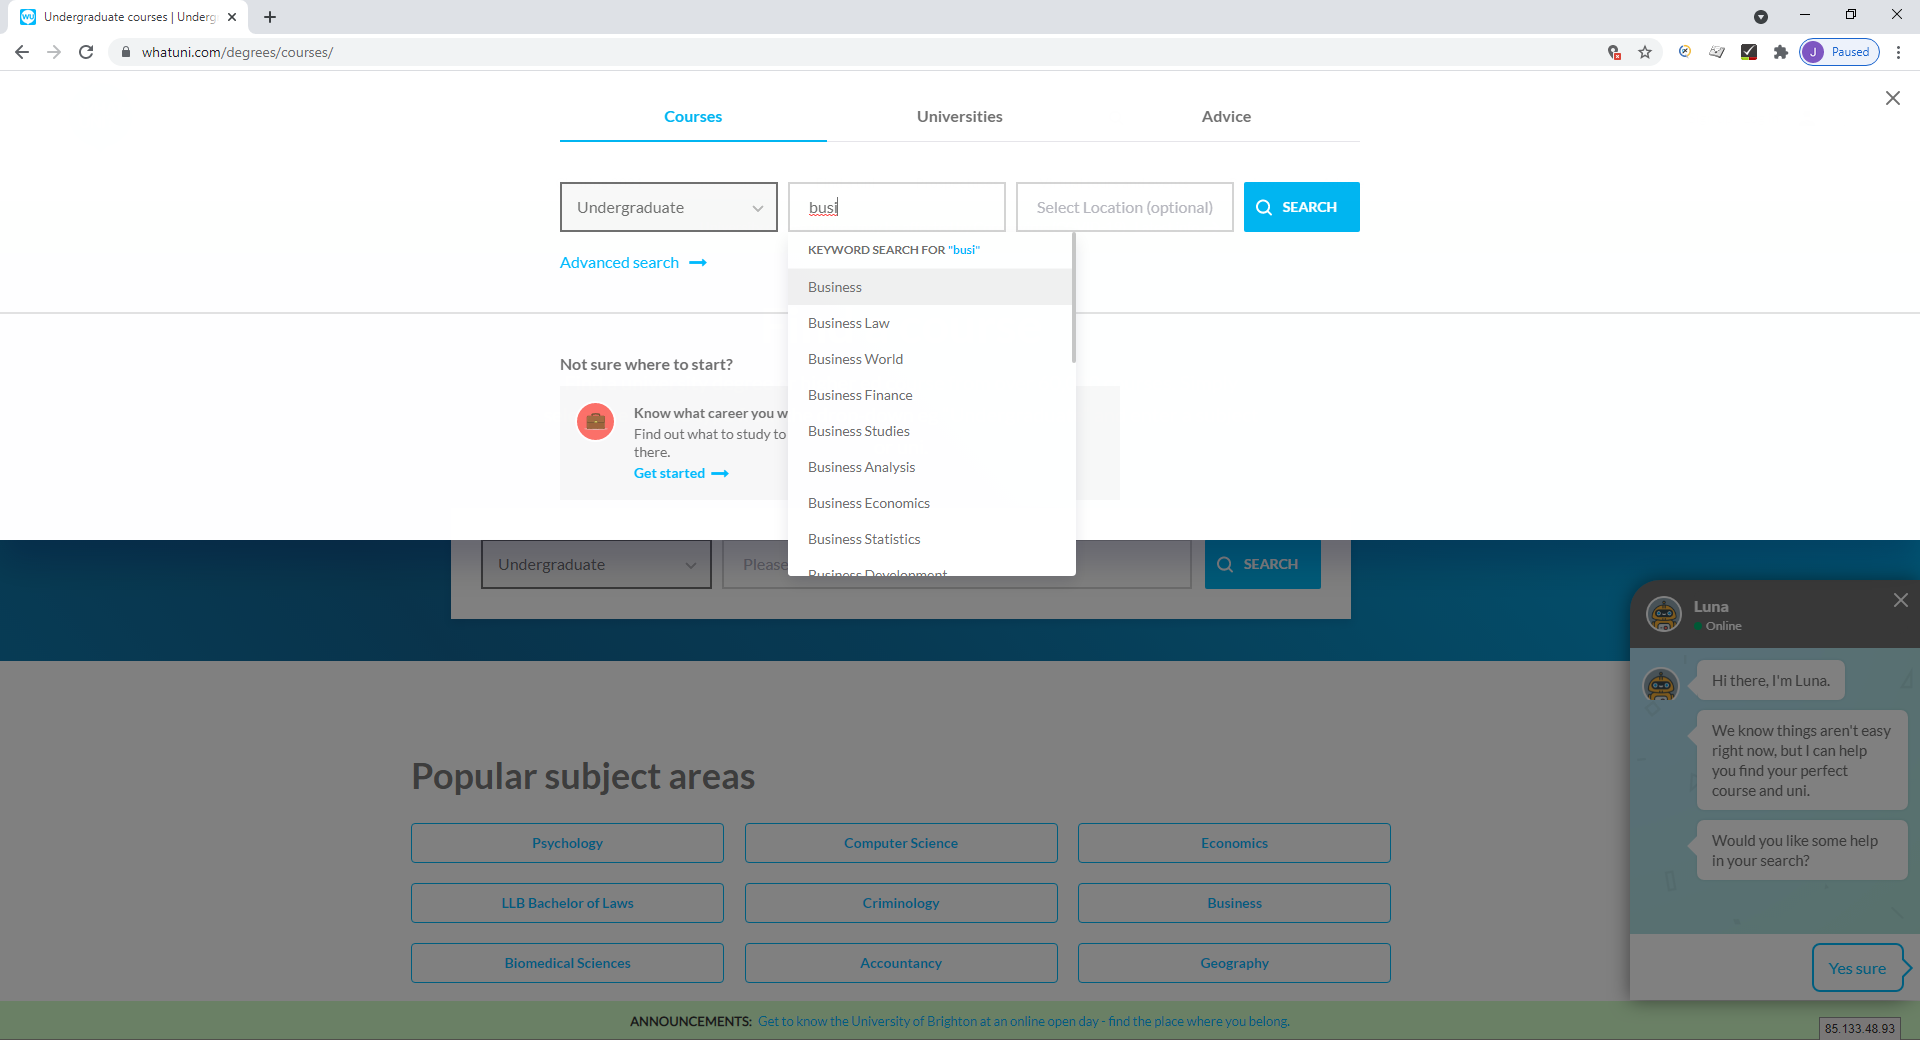 Undergraduate courses | Underg
whatuni.com/degrees/courses/
J Paused
Courses
Universities
Advice
Undergraduate
busi
Select Location (optional)
SEARCH
KEYWORD SEARCH FOR "busi"
Advanced search
Business
Business Law
Business World
Business Finance
Business Studies
Business Analysis
Business Economics
Business Statistics
Business Development
Not sure where to start?
Know what career you w
Find out what to study to
there.
Get started
Undergraduate
Please
SEARCH
Popular subject areas
Psychology
Computer Science
Economics
LLB Bachelor of Laws
Criminology
Business
Biomedical Sciences
Accountancy
Geography
Luna
Online
Hi there, I'm Luna.
We know things aren't easy
right now, but I can help
you find your perfect
course and uni.
Would you like some help
in your search?
Yes sure
ANNOUNCEMENTS: Get to know the University of Brighton at an online open day - find the place where you belong.
85.133.48.93